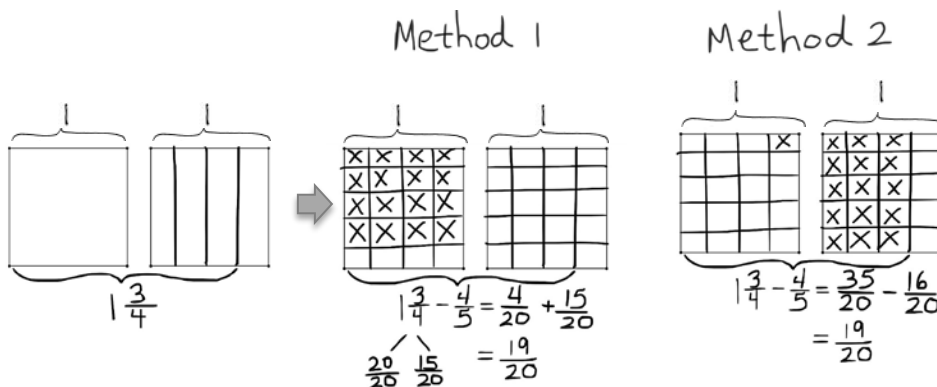 Method 1
Method 2
1 1 1 1 1 1
x x x x
x x x x
x x x x
x x x x
x x x x
x x x
x x x
x x x
x x x
1 3/4
1 3/4 - 4/5 = 4/20 + 15/20
20/20 15/20
= 19/20
1 3/4 - 4/5 = 35/20 - 16/20
= 19/20